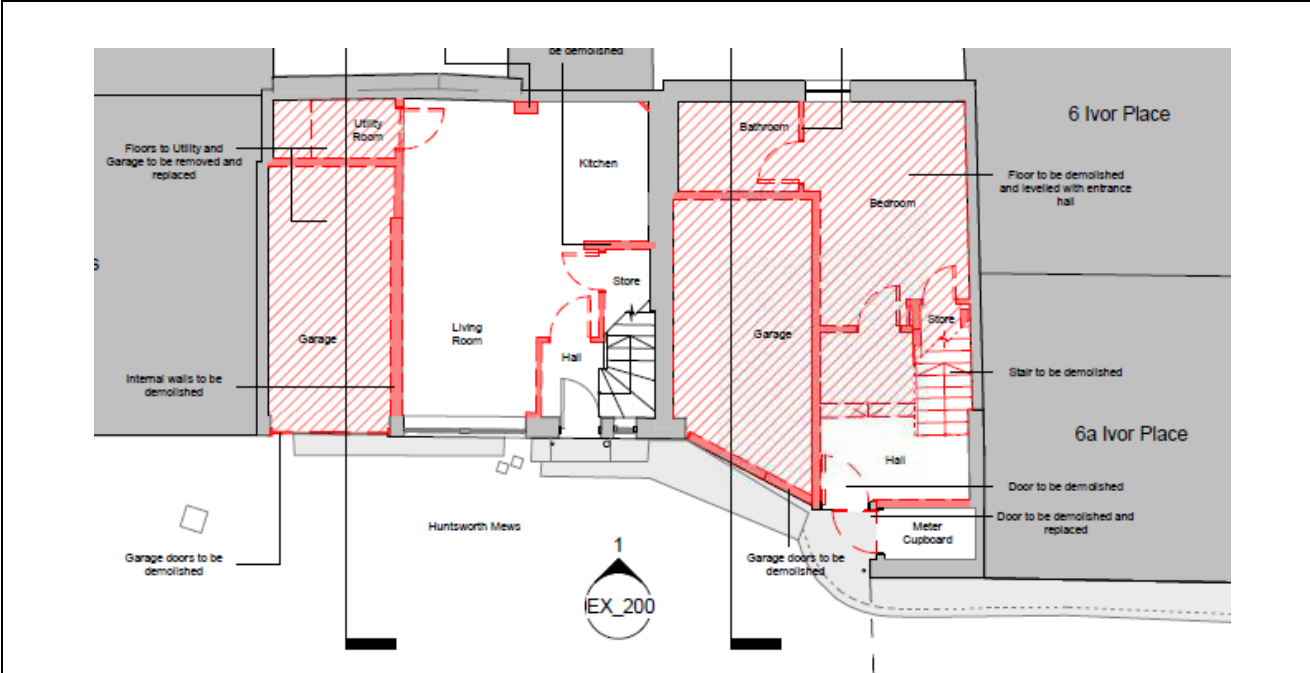 be demolished
6 Ivor Place
Utility
Room
Bathroom
Floors to Utility and
Garage to be removed and
replaced
Kitchen
Floor to be demolished
and levelled with entrance
hall
Bedroom
s
Store
Store
Garage
Living
Room
Garage
Hall
Internal walls to be
demolished
Stair to be demolished
6a Ivor Place
Hall
Door to be demolished
Door to be demolished and
replaced
Huntsworth Mews
Meter
Cupboard
Garage doors to be
demolished
Garage doors to be
demolished
1
EX_200